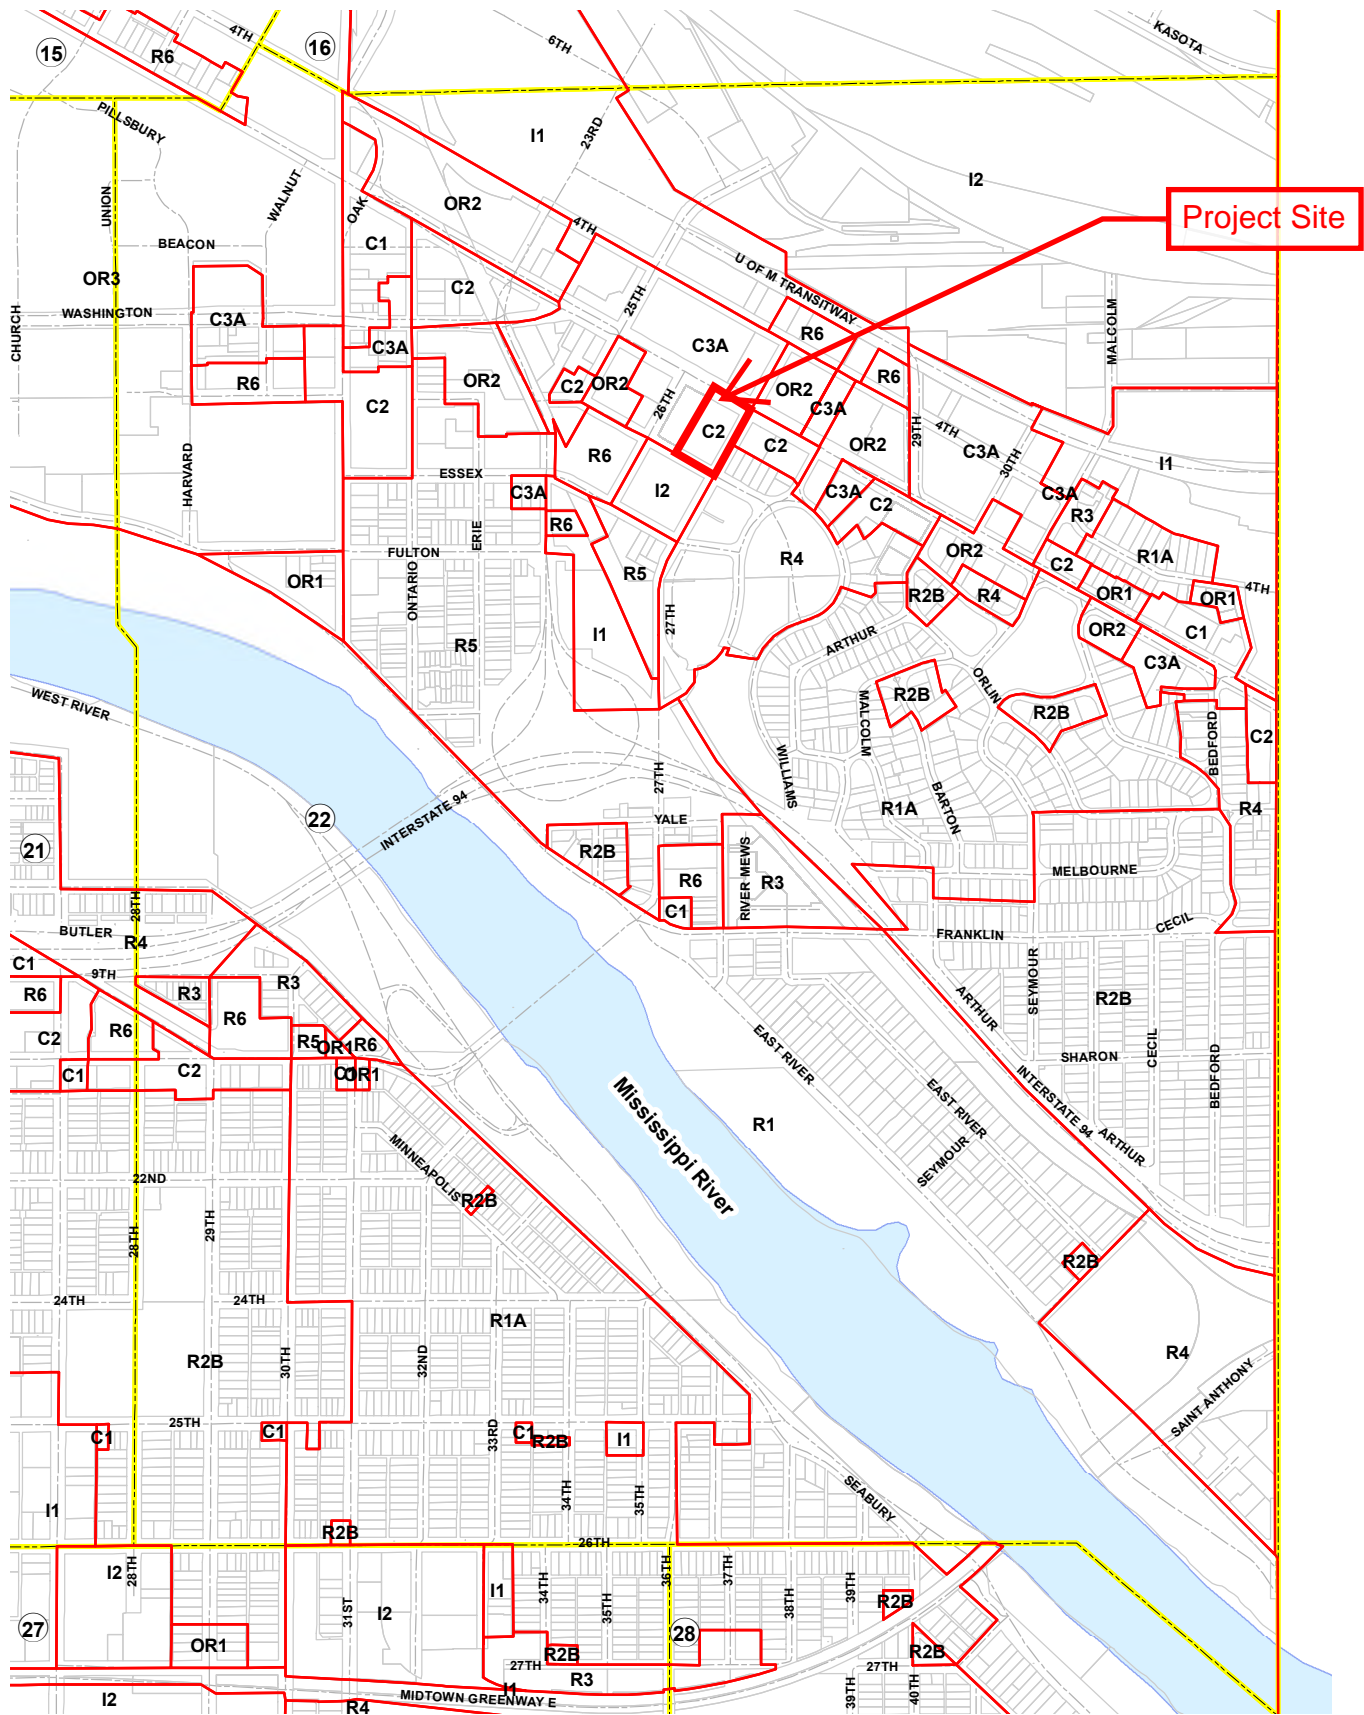 KASOTA
4TH
16
15
6TH
R6
PILLSBURY
I1
23RD
I2
WALNUT
UNION
OAK
OR2
4TH
Project Site
BEACON
C1
U OF M TRANSITWAY
OR3
C2
25TH
WASHINGTON
C3A
CHURCH
MALCOLM
R6
C3A
C3A
R6
R6
OR2
C2
OR2
26TH
OR2
C3A
C2
C2
29TH
4TH
C2
OR2
C3A
30TH
R6
I1
ESSEX
HARVARD
C3A
I2
C3A
C2
C3A
R3
R6
ERIE
FULTON
OR2
R1A
C2
OR1
R5
R4
4TH
ONTARIO
R2B
R4
OR1
OR1
27TH
OR2
C1
I1
R5
ARTHUR
C3A
ORLIN
WEST RIVER
R2B
MALCOLM
R2B
BEDFORD
C2
WILLIAMS
27TH
BARTON
R1A
R4
INTERSTATE 94
YALE
22
21
R2B
RIVER MEWS
MELBOURNE
R6
R3
28TH
C1
BUTLER
R4
FRANKLIN
CECIL
C1
9TH
R3
R3
SEYMOUR
R6
R2B
ARTHUR
R6
R6
C2
R5
OR1
R6
EAST RIVER
SHARON
CECIL
C1
C2
C1
OR1
BEDFORD
INTERSTATE 94
EAST RIVER
Mississippi River
R1
ARTHUR
MINNEAPOLIS
SEYMOUR
22ND
R2B
29TH
28TH
R2B
24TH
24TH
R1A
R2B
30TH
32ND
R4
SAINT ANTHONY
25TH
C1
C1
C1
R2B
33RD
I1
34TH
35TH
SEABURY
I1
R2B
26TH
I2
28TH
I1
34TH
35TH
36TH
37TH
38TH
39TH
R2B
31ST
I2
27
28
OR1
R2B
R2B
27TH
27TH
R3
I1
39TH
40TH
I2
MIDTOWN GREENWAY E
R4